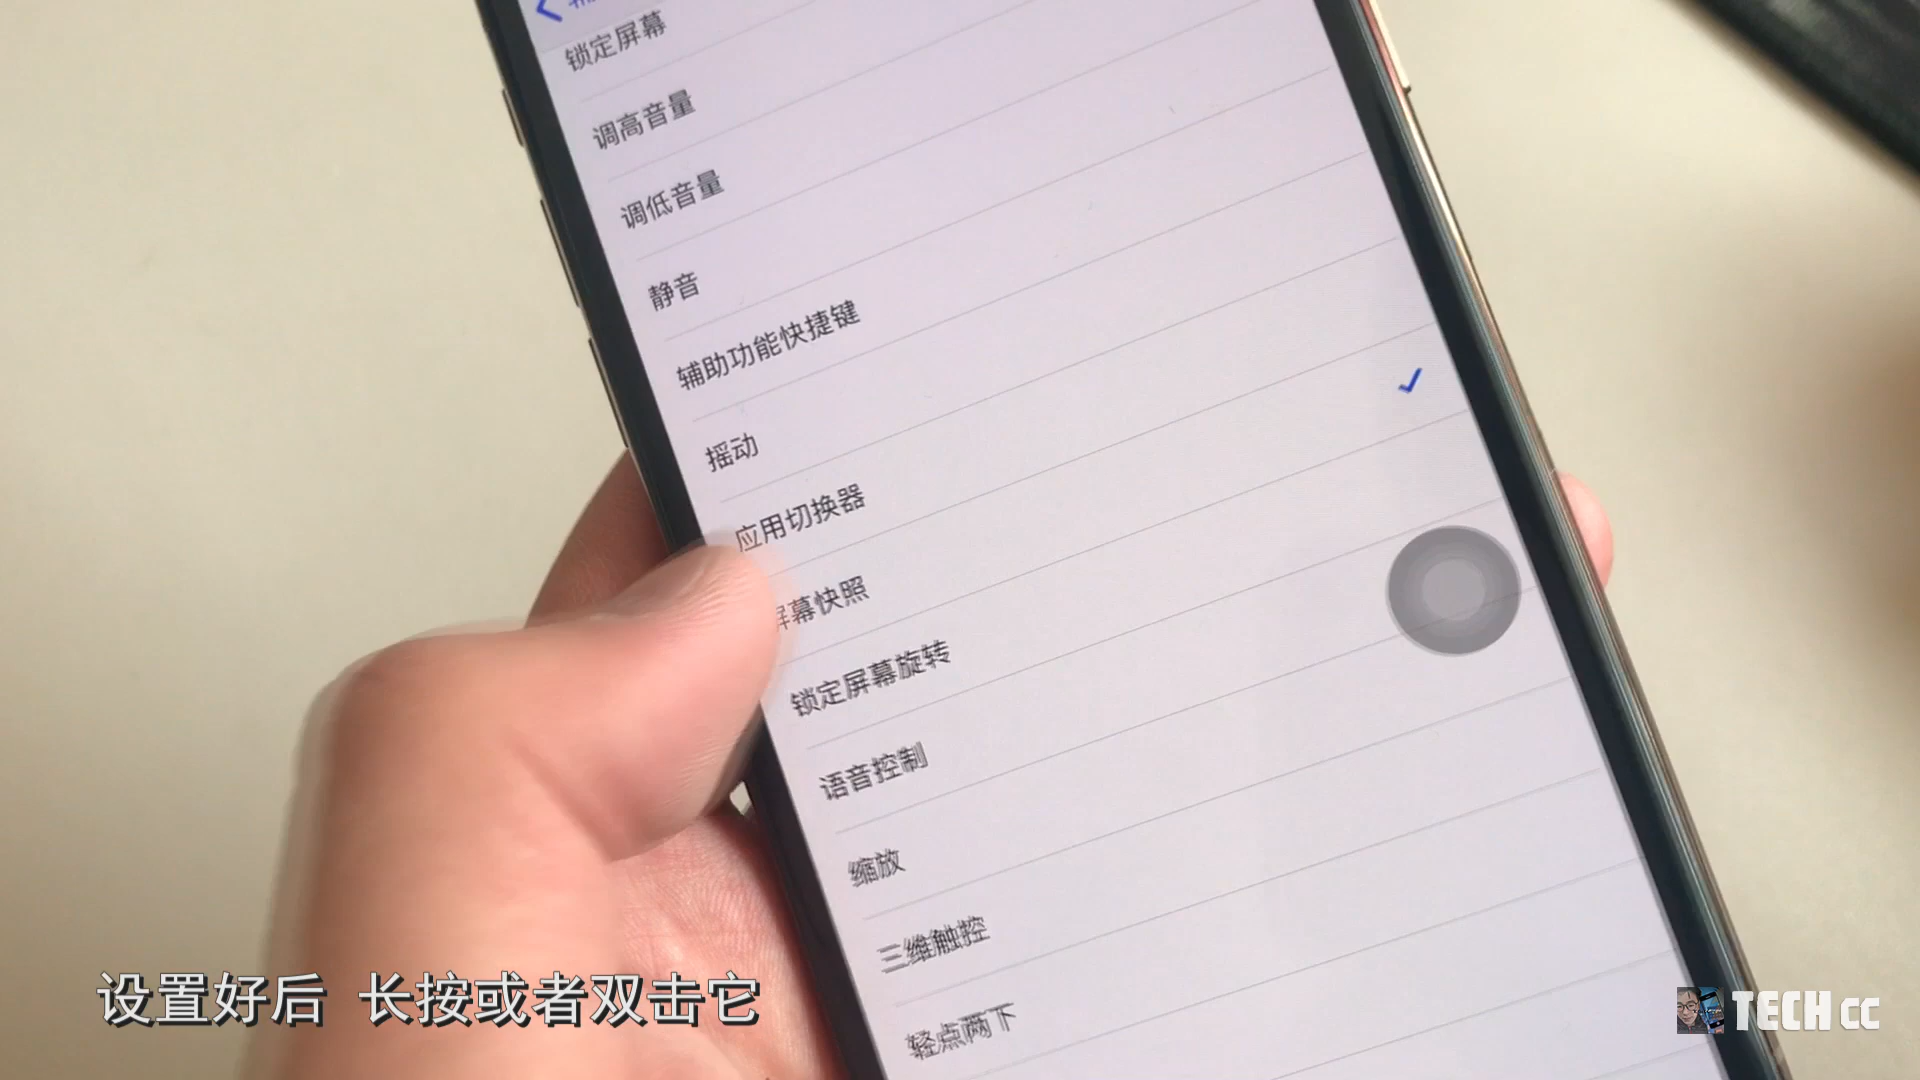 锁定屏幕
调高音量
调低音量
静音
辅助功能快捷键
摇动
应用切换器
屏幕快照
锁定屏幕旋转
语音控制
缩放
三维触控
轻点两下
设置好后 长按或者双击它
TECH cc